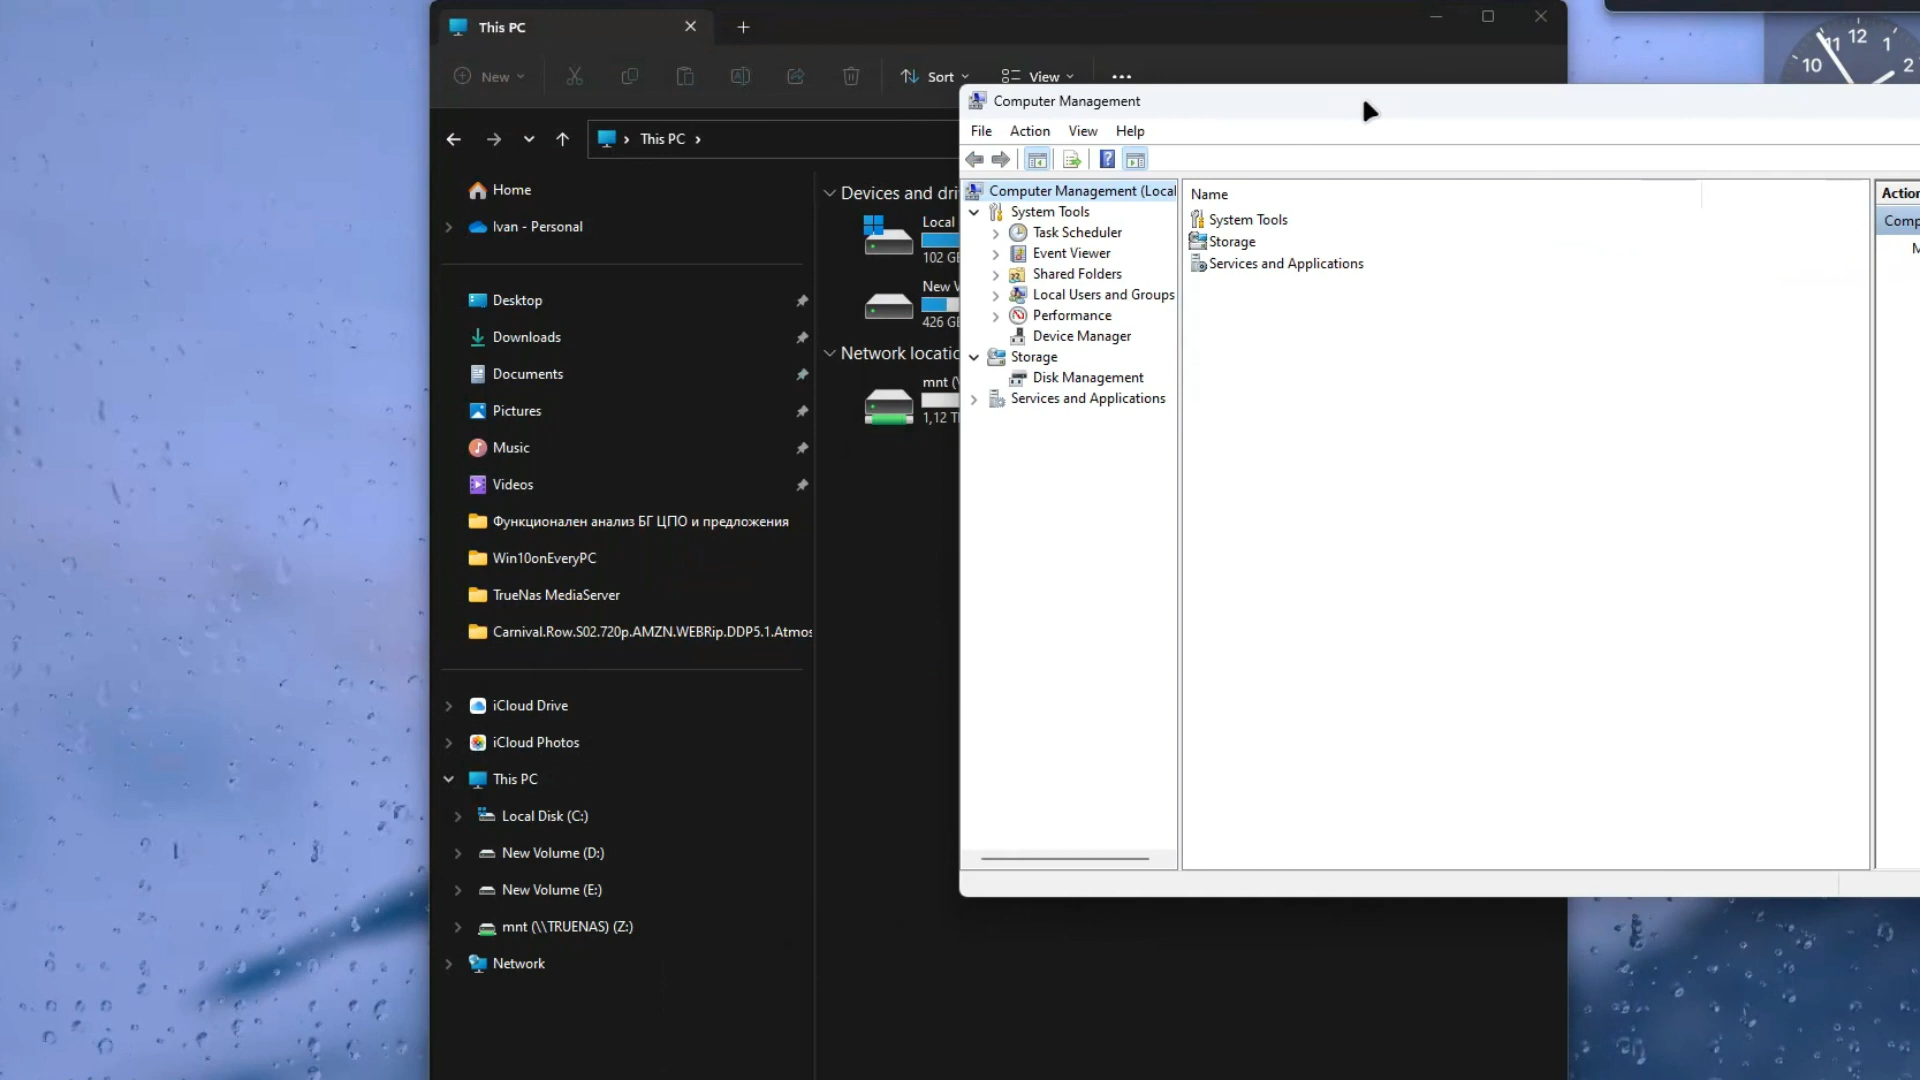 This PC
New
Sort
View
This PC
Home
Ivan - Personal
Desktop
Downloads
Documents
Pictures
Music
Videos
Функционален анализ БГ ЦПО и предложения
Win10onEveryPC
TrueNas MediaServer
Carnival.Row.S02.720p.AMZN.WEBRip.DDP5.1.Atmos
iCloud Drive
iCloud Photos
This PC
Local Disk (C:)
New Volume (D:)
New Volume (E:)
mnt (\\TRUENAS) (Z:)
Network
Devices and dri
Local
102 GB
New V
426 GB
Network locatio
mnt (\
1,12 T
Computer Management
File Action View Help
Computer Management (Local
System Tools
Task Scheduler
Event Viewer
Shared Folders
Local Users and Groups
Performance
Device Manager
Storage
Disk Management
Services and Applications
Name
System Tools
Storage
Services and Applications
Action
Comp
M
10 11 12 1 2